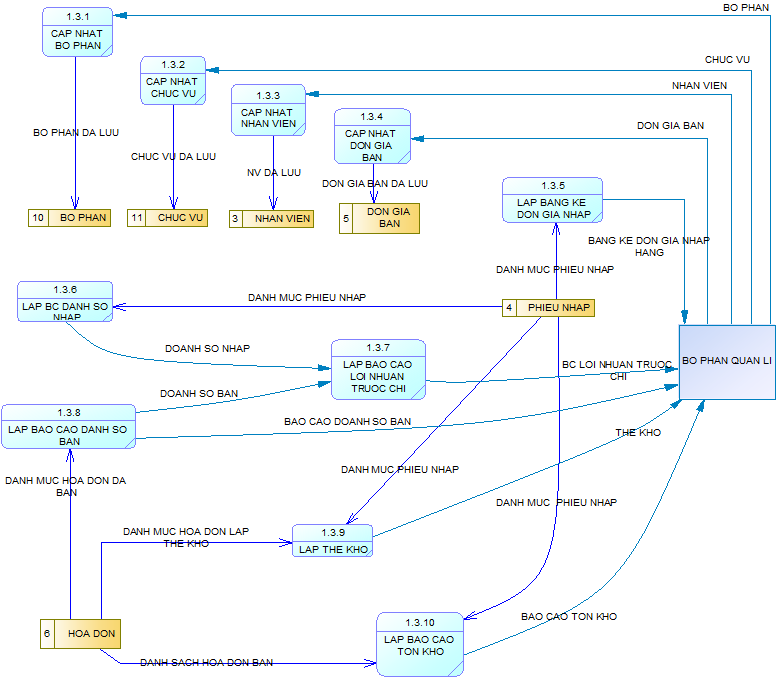 BO PHAN
1.3.1
CAP NHAT
BO PHAN
1.3.2
CAP NHAT
CHUC VU
CHUC VU
1.3.3
CAP NHAT
NHAN VIEN
NHAN VIEN
1.3.4
CAP NHAT
DON GIA
BAN
DON GIA BAN
BO PHAN DA LUU
CHUC VU DA LUU
NV DA LUU
DON GIA BAN DA LUU
10 BO PHAN
11 CHUC VU
3 NHAN VIEN
5 DON GIA
BAN
1.3.5
LAP BANG KE
DON GIA NHAP
BANG KE DON GIA NHAP
HANG
DANH MUC PHIEU NHAP
1.3.6
LAP BC DANH SO
NHAP
DANH MUC PHIEU NHAP
4 PHIEU NHAP
DOANH SO NHAP
1.3.7
LAP BAO CAO
LOI NHUAN
TRUOC CHI
BC LOI NHUAN TRUOC
CHI
BO PHAN QUAN LI
DOANH SO BAN
1.3.8
LAP BAO CAO DANH SO
BAN
BAO CAO DOANH SO BAN
THE KHO
DANH MUC HOA DON DA
BAN
DANH MUC PHIEU NHAP
DANH MUC PHIEU NHAP
DANH MUC HOA DON LAP
THE KHO
1.3.9
LAP THE KHO
6 HOA DON
1.3.10
LAP BAO CAO
TON KHO
BAO CAO TON KHO
DANH SACH HOA DON BAN